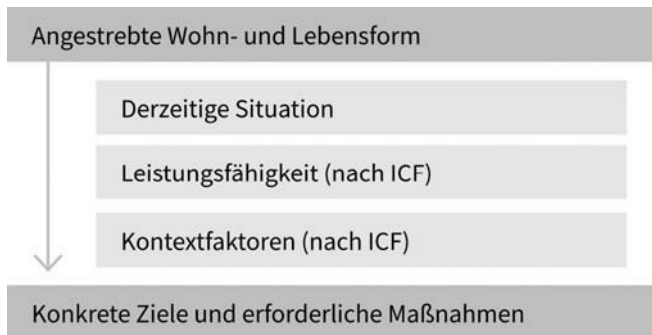 Angestrebte Wohn- und Lebensform
Derzeitige Situation
Leistungsfähigkeit (nach ICF)
Kontextfaktoren (nach ICF)
Konkrete Ziele und erforderliche Maßnahmen